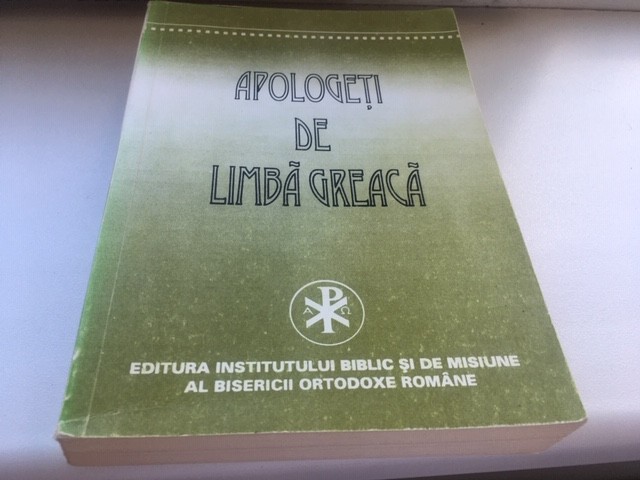 APOLOGEȚI
DE
LIMBĂ GREACĂ
Α Ρ Ω
EDITURA INSTITUTULUI BIBLIC ȘI DE MISIUNE
AL BISERICII ORTODOXE ROMÂNE